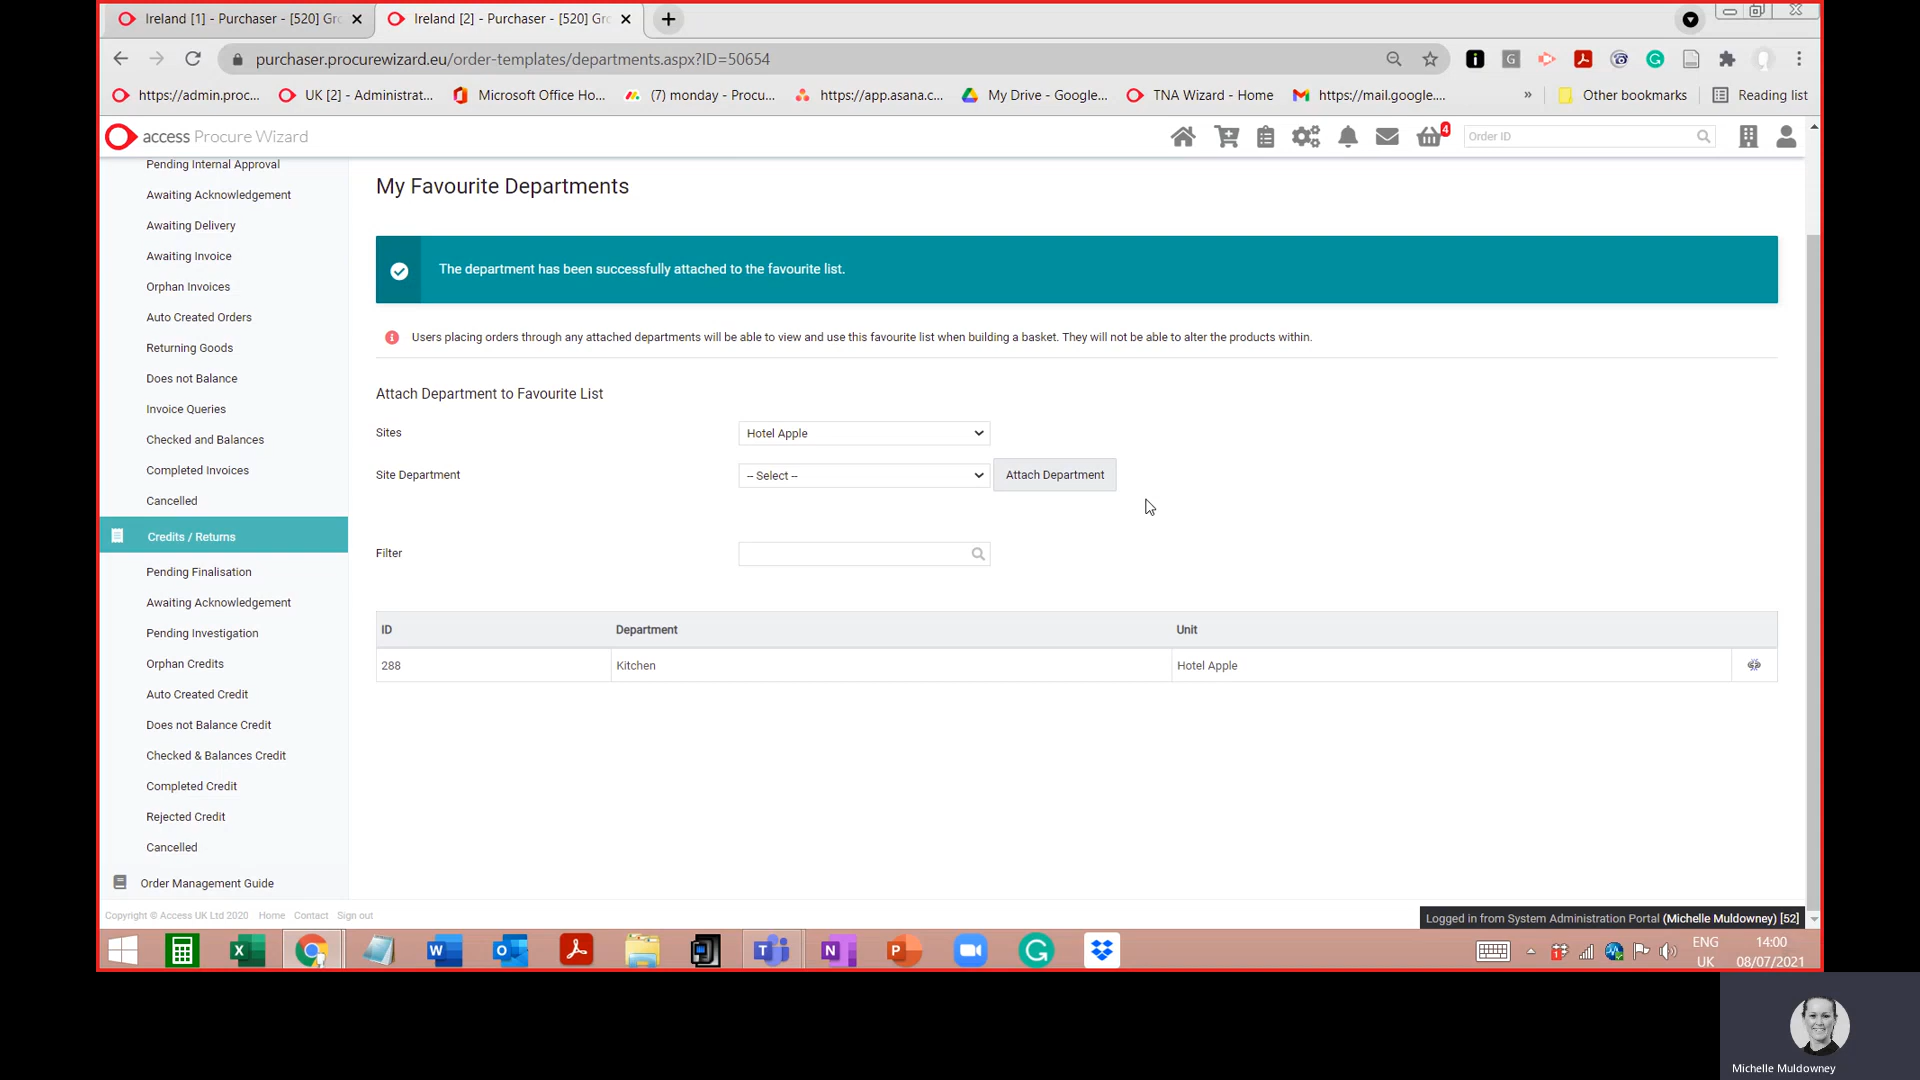 Ireland [1] - Purchaser - [520] Gr
Ireland [2] - Purchaser - [520] Gr
purchaser.procurewizard.eu/order-templates/departments.aspx?ID=50654
https://admin.proc...
UK [2] - Administrat...
Microsoft Office Ho...
(7) monday - Procu...
https://app.asana.c...
My Drive - Google...
TNA Wizard - Home
https://mail.google....
»
Other bookmarks
Reading list
access Procure Wizard
4
Order ID
Pending Internal Approval
Awaiting Acknowledgement
Awaiting Delivery
Awaiting Invoice
Orphan Invoices
Auto Created Orders
Returning Goods
Does not Balance
Invoice Queries
Checked and Balances
Completed Invoices
Cancelled
Credits / Returns
Pending Finalisation
Awaiting Acknowledgement
Pending Investigation
Orphan Credits
Auto Created Credit
Does not Balance Credit
Checked & Balances Credit
Completed Credit
Rejected Credit
Cancelled
Order Management Guide
My Favourite Departments
The department has been successfully attached to the favourite list.
Users placing orders through any attached departments will be able to view and use this favourite list when building a basket. They will not be able to alter the products within.
Attach Department to Favourite List
Sites
Hotel Apple
Site Department
-- Select --
Attach Department
Filter
ID Department Unit
288 Kitchen Hotel Apple
Copyright © Access UK Ltd 2020 Home Contact Sign out
Logged in from System Administration Portal (Michelle Muldowney) [52]
ENG
UK
14:00
08/07/2021
Michelle Muldowney